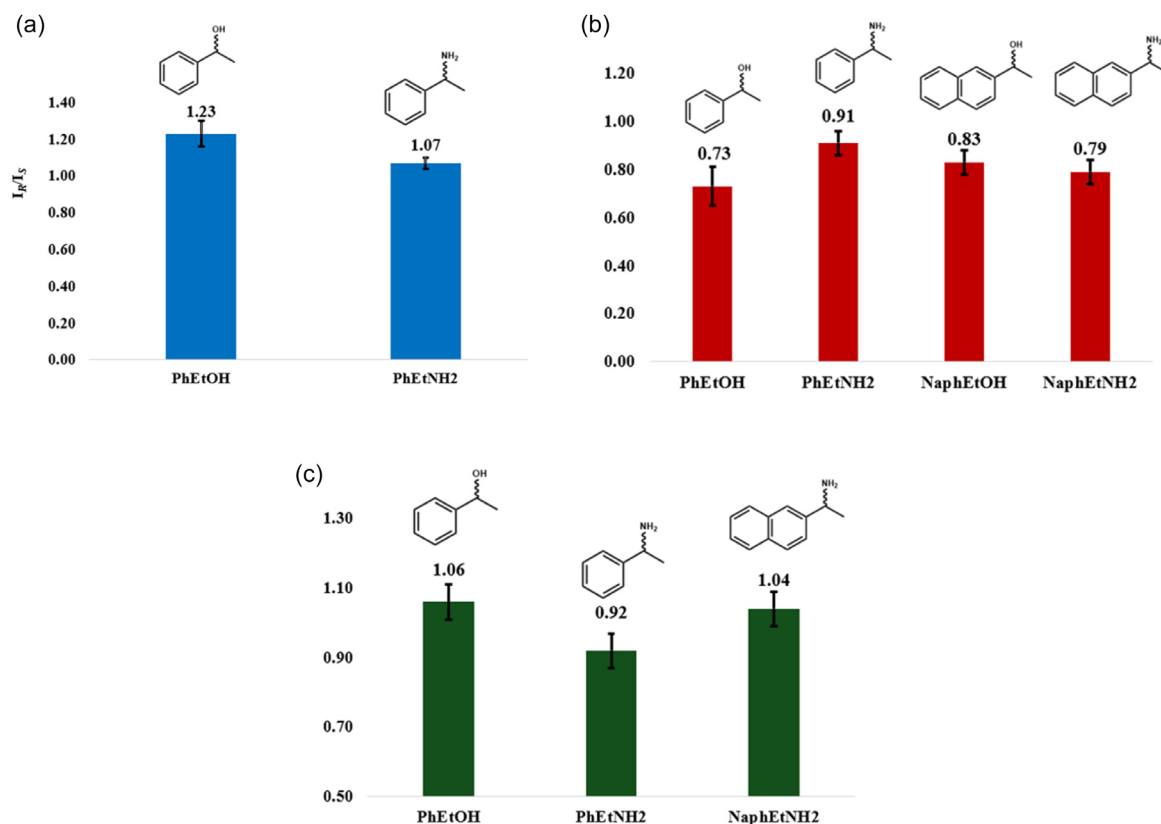 (a)
OH
NH2
1.40
1.20
1.00
0.80
0.60
0.40
0.20
0.00
IR/IS
1.23
1.07
PhEtOH
PhEtNH2
(b)
OH
NH2
OH
NH2
1.20
1.00
0.80
0.60
0.40
0.20
0.00
0.73
0.91
0.83
0.79
PhEtOH
PhEtNH2
NaphEtOH
NaphEtNH2
(c)
OH
NH2
NH2
1.30
1.10
0.90
0.70
0.50
1.06
0.92
1.04
PhEtOH
PhEtNH2
NaphEtNH2